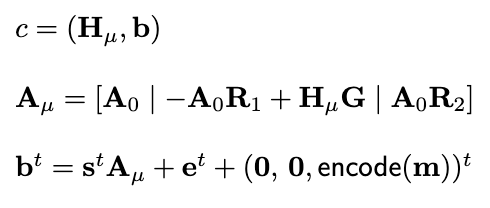 c = (H_μ, b)
A_μ = [A_0 | −A_0R_1 + H_μG | A_0R_2]
b^t = s^tA_μ + e^t + (0, 0, encode(m))^t